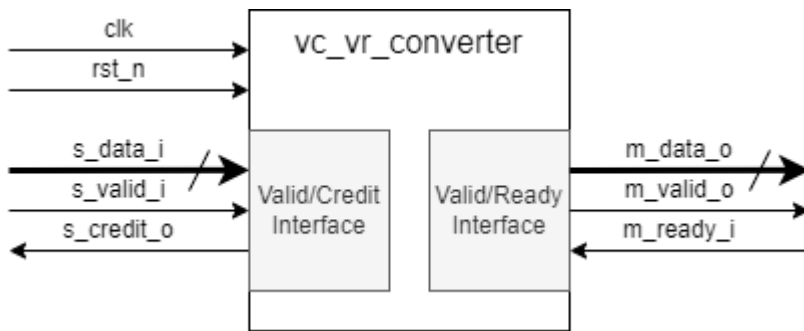 clk
vc_vr_converter
rst_n
s_data_i
m_data_o
s_valid_i
Valid/Credit
Interface
Valid/Ready
Interface
m_valid_o
s_credit_o
m_ready_i